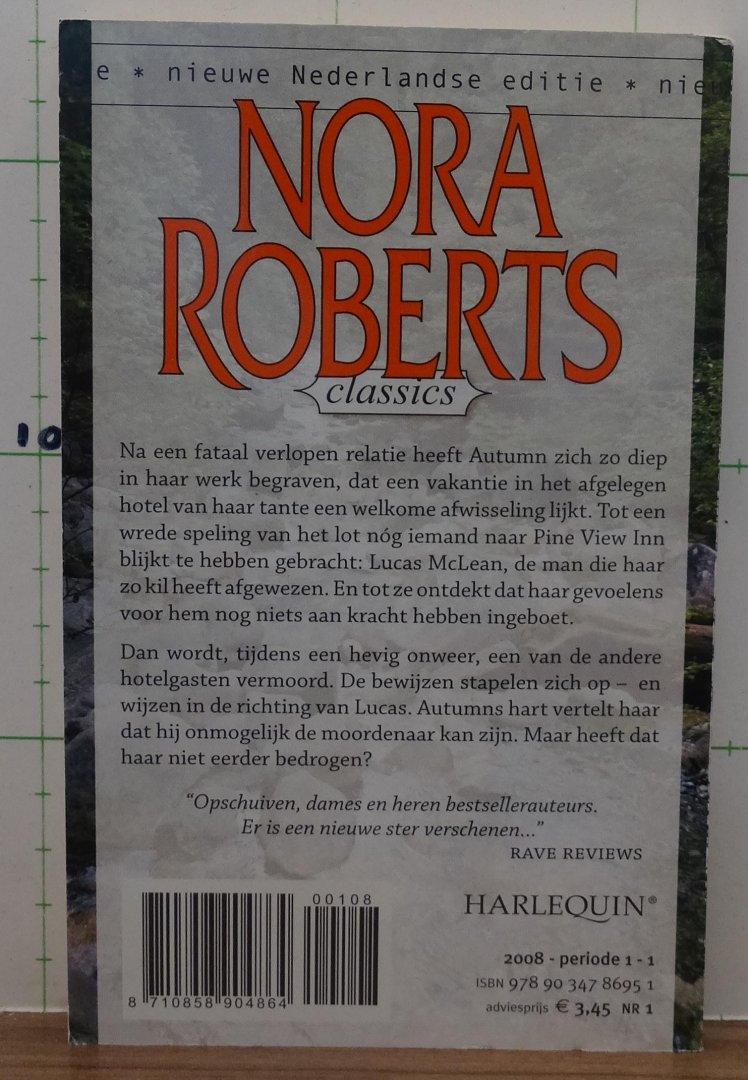 e * nieuwe Nederlandse editie * nieu
NORA
ROBERTS
classics
10
Na een fataal verlopen relatie heeft Autumn zich zo diep
in haar werk begraven, dat een vakantie in het afgelegen
hotel van haar tante een welkome afwisseling lijkt. Tot een
wrede speling van het lot nóg iemand naar Pine View Inn
blijkt te hebben gebracht: Lucas McLean, de man die haar
zo kil heeft afgewezen. En tot ze ontdekt dat haar gevoelens
voor hem nog niets aan kracht hebben ingeboet.
Dan wordt, tijdens een hevig onweer, een van de andere
hotelgasten vermoord. De bewijzen stapelen zich op – en
wijzen in de richting van Lucas. Autumns hart vertelt haar
dat hij onmogelijk de moordenaar kan zijn. Maar heeft dat
haar niet eerder bedrogen?
“Opschuiven, dames en heren bestsellerauteurs.
Er is een nieuwe ster verschenen...”
RAVE REVIEWS
00108
8 710858 904864
HARLEQUIN®
2008 - periode 1 - 1
ISBN 978 90 347 8695 1
adviesprijs € 3,45 NR 1